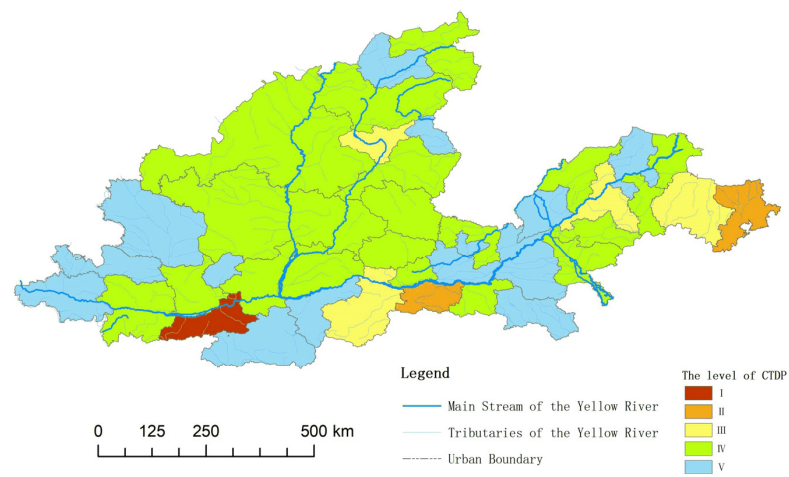 Legend
Main Stream of the Yellow River
Tributaries of the Yellow River
Urban Boundary
The level of CTDP
I
II
III
IV
V
0 125 250 500 km